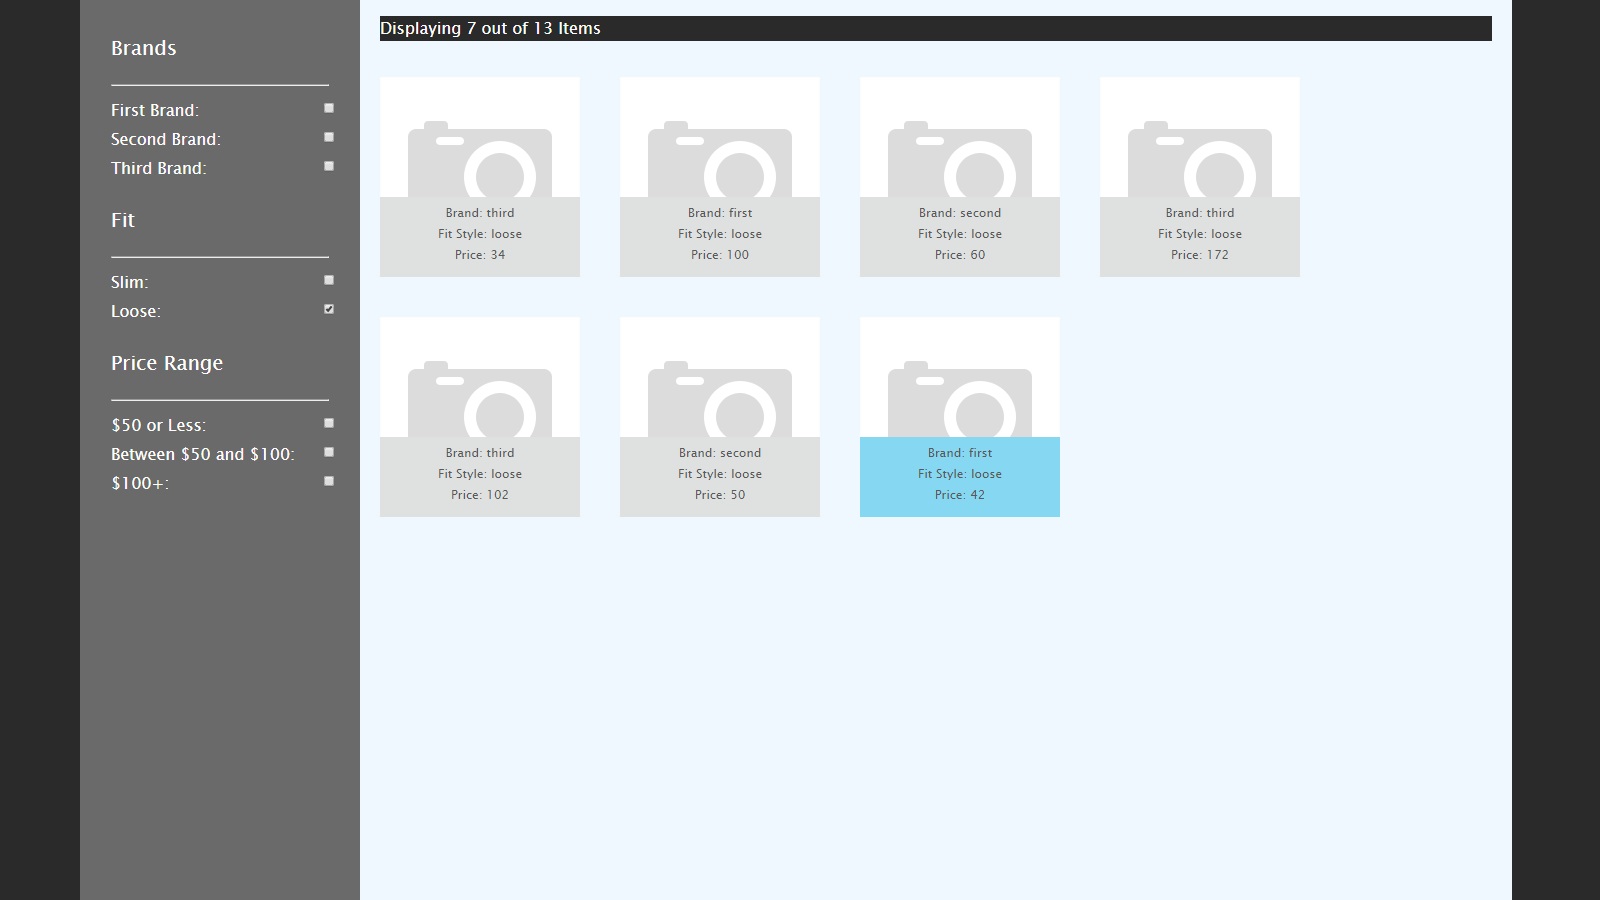 Brands
First Brand:
Second Brand:
Third Brand:
Fit
Slim:
Loose:
Price Range
$50 or Less:
Between $50 and $100:
$100+:
Displaying 7 out of 13 Items
Brand: third
Fit Style: loose
Price: 34
Brand: first
Fit Style: loose
Price: 100
Brand: second
Fit Style: loose
Price: 60
Brand: third
Fit Style: loose
Price: 172
Brand: third
Fit Style: loose
Price: 102
Brand: second
Fit Style: loose
Price: 50
Brand: first
Fit Style: loose
Price: 42